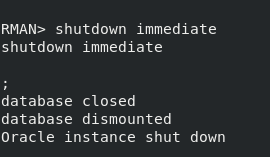 RMAN> shutdown immediate
shutdown immediate
;
database closed
database dismounted
Oracle instance shut down